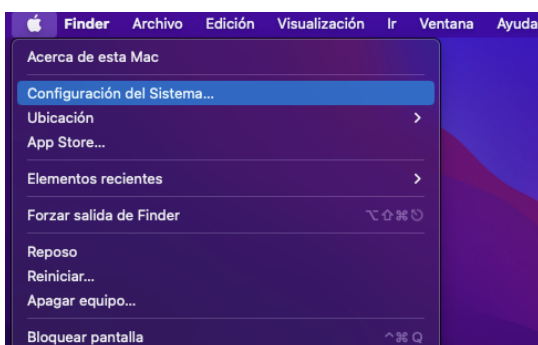 Finder Archivo Edición Visualización Ir Ventana Ayuda
Acerca de esta Mac
Configuración del Sistema...
Ubicación
App Store...
Elementos recientes
Forzar salida de Finder ⌥⇧⌘⎋
Reposo
Reiniciar...
Apagar equipo...
Bloquear pantalla ^⌘Q